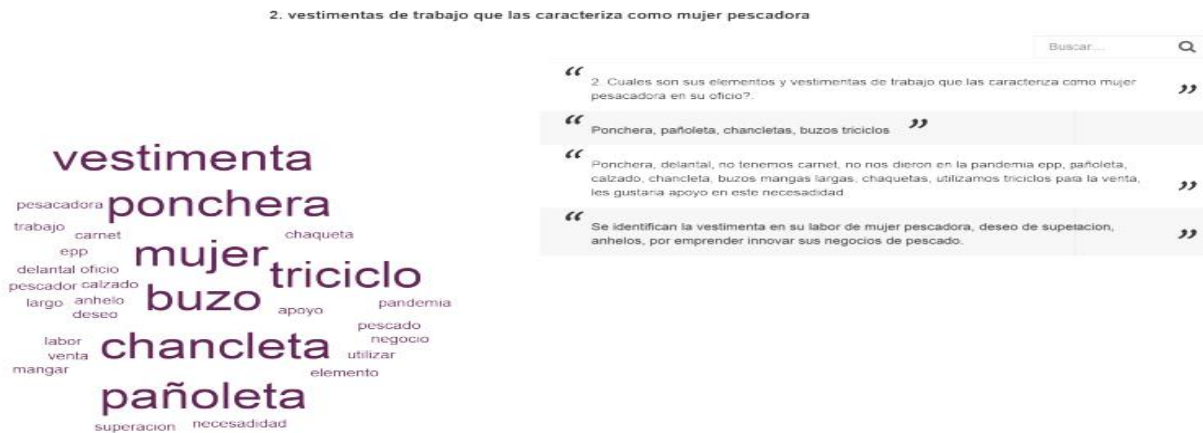 2. vestimentas de trabajo que las caracteriza como mujer pescadora
Buscar...
“ 2. Cuales son sus elementos y vestimentas de trabajo que las caracteriza como mujer
pesacadora en su oficio?. ”
“ Ponchera, pañoleta, chancletas, buzos triciclos ”
“ Ponchera, delantal, no tenemos carnet, no nos dieron en la pandemia epp, pañoleta,
calzado, chancleta, buzos mangas largas, chaquetas, utilizamos triciclos para la venta,
les gustaria apoyo en este necesadidad ”
“ Se identifican la vestimenta en su labor de mujer pescadora, deseo de superacion,
anhelos, por emprender innovar sus negocios de pescado. ”
vestimenta
pesacadora ponchera
trabajo
carnet chaqueta
epp mujer
delantal oficio triciclo
pescador calzado
largo anhelo buzo apoyo pandemia
deseo
pescado
labor chancleta negocio
venta utilizar
mangar elemento
pañoleta
superacion necesadidad